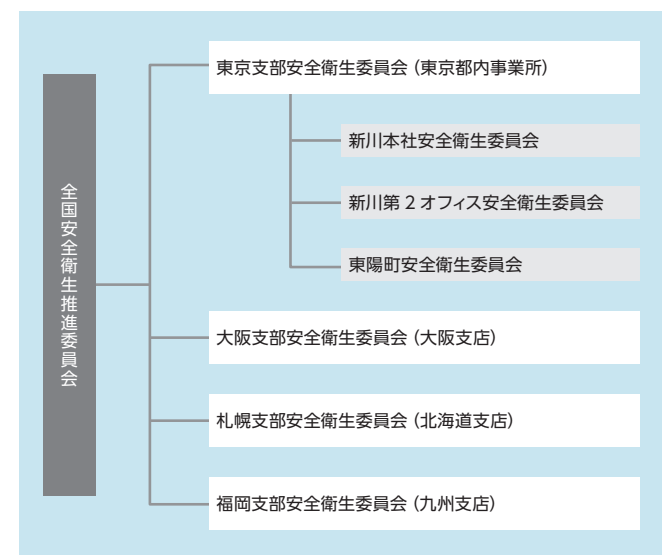 全国安全衛生推進委員会
東京支部安全衛生委員会（東京都内事業所）
新川本社安全衛生委員会
新川第2オフィス安全衛生委員会
東陽町安全衛生委員会
大阪支部安全衛生委員会（大阪支店）
札幌支部安全衛生委員会（北海道支店）
福岡支部安全衛生委員会（九州支店）